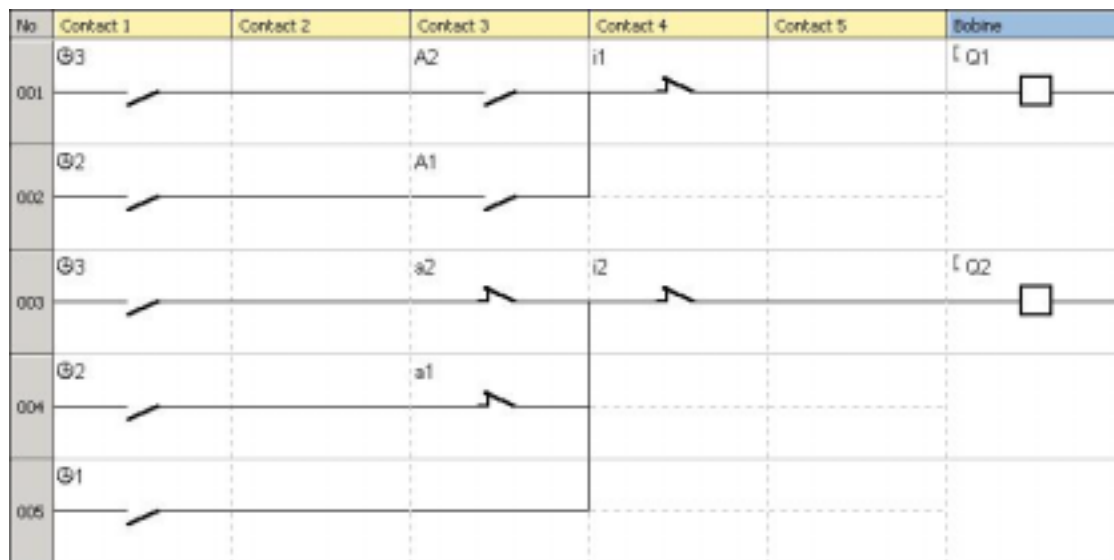 No Contact 1 Contact 2 Contact 3 Contact 4 Contact 5 Bobine
⏲3 A2 i1 [ Q1
001
⏲2 A1
002
⏲3 a2 i2 [ Q2
003
⏲2 a1
004
⏲1
005